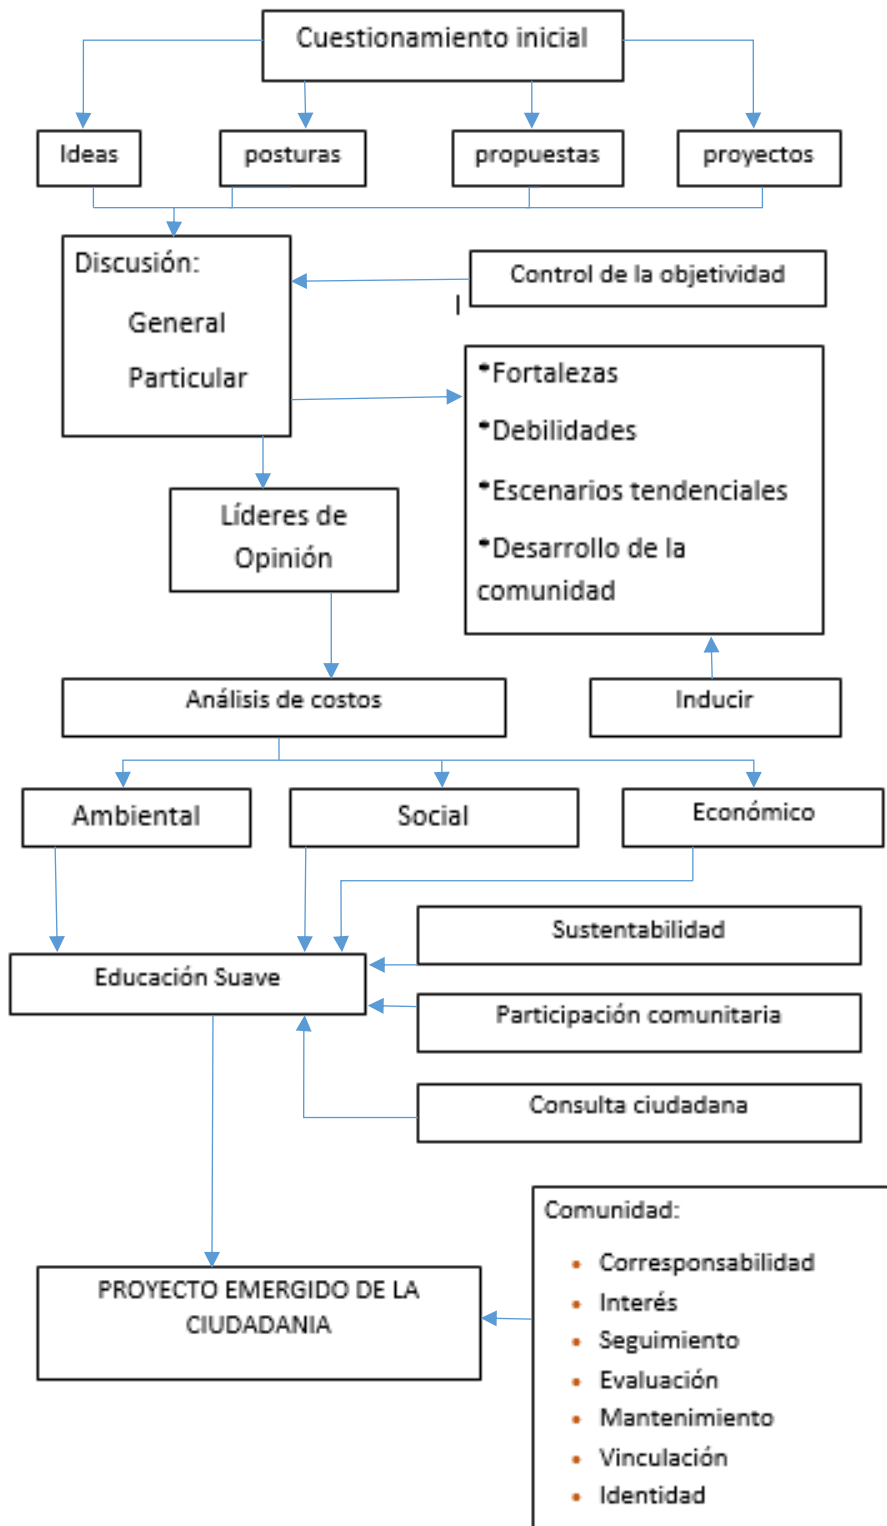 Cuestionamiento inicial
Ideas
posturas
propuestas
proyectos
Discusión:
General
Particular
Control de la objetividad
*Fortalezas
*Debilidades
*Escenarios tendenciales
*Desarrollo de la
comunidad
Líderes de
Opinión
Análisis de costos
Inducir
Ambiental
Social
Económico
Sustentabilidad
Educación Suave
Participación comunitaria
Consulta ciudadana
Comunidad:
• Corresponsabilidad
• Interés
• Seguimiento
• Evaluación
• Mantenimiento
• Vinculación
• Identidad
PROYECTO EMERGIDO DE LA
CIUDADANIA